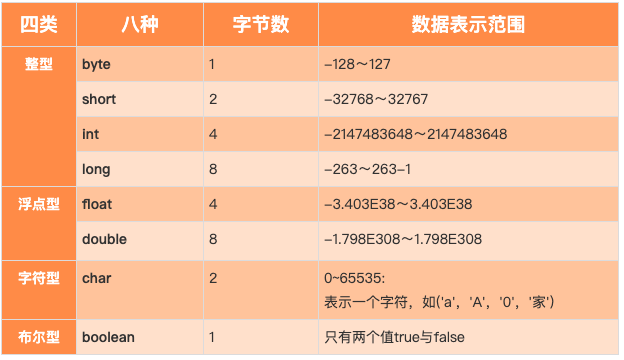 四类 八种 字节数 数据表示范围
整型 byte 1 -128～127
short 2 -32768～32767
int 4 -2147483648～2147483648
long 8 -263～263-1
浮点型 float 4 -3.403E38～3.403E38
double 8 -1.798E308～1.798E308
字符型 char 2 0~65535:
表示一个字符，如('a'，'A'，'0'，'家')
布尔型 boolean 1 只有两个值true与false